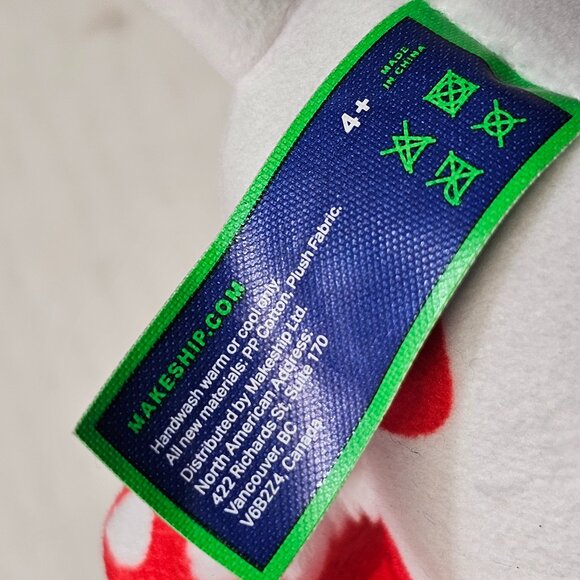 MADE
IN CHINA
4+
MAKESHIP.COM
Handwash warm or cool only.
All new materials: PP Cotton, Plush Fabric.
Distributed by Makeship Ltd.
North American Address:
422 Richards St, Suite 170
Vancouver BC
V6B2Z4, Canada